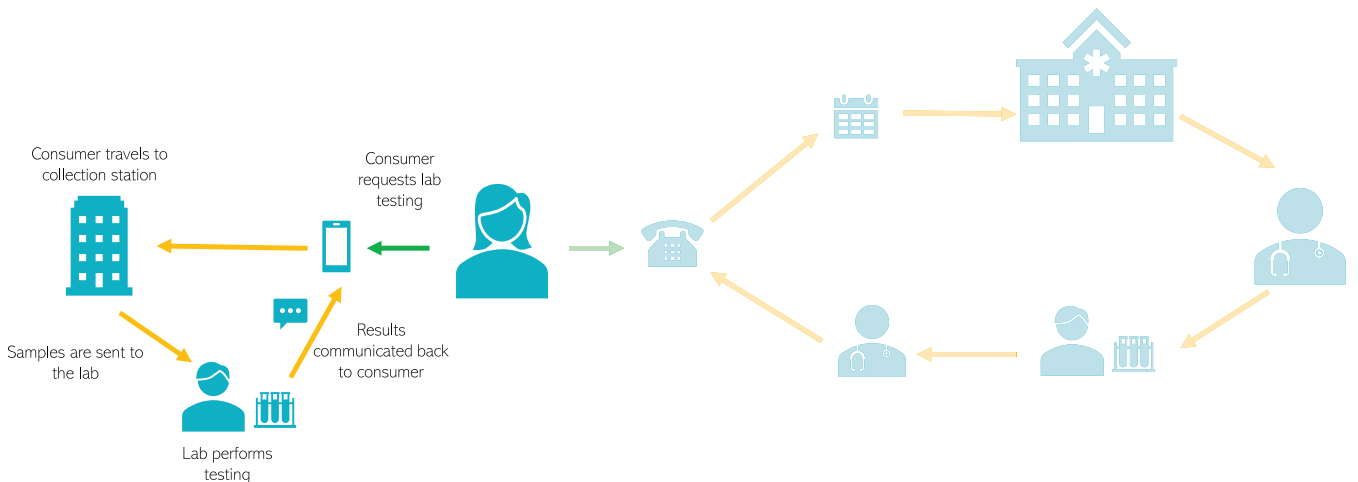 Consumer travels to
collection station
Consumer
requests lab
testing
Samples are sent to
the lab
Results
communicated back
to consumer
Lab performs
testing